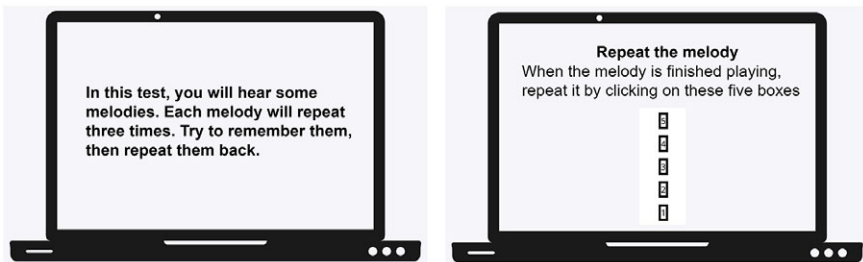 In this test, you will hear some
melodies. Each melody will repeat
three times. Try to remember them,
then repeat them back.
Repeat the melody
When the melody is finished playing,
repeat it by clicking on these five boxes
5
4
3
2
1